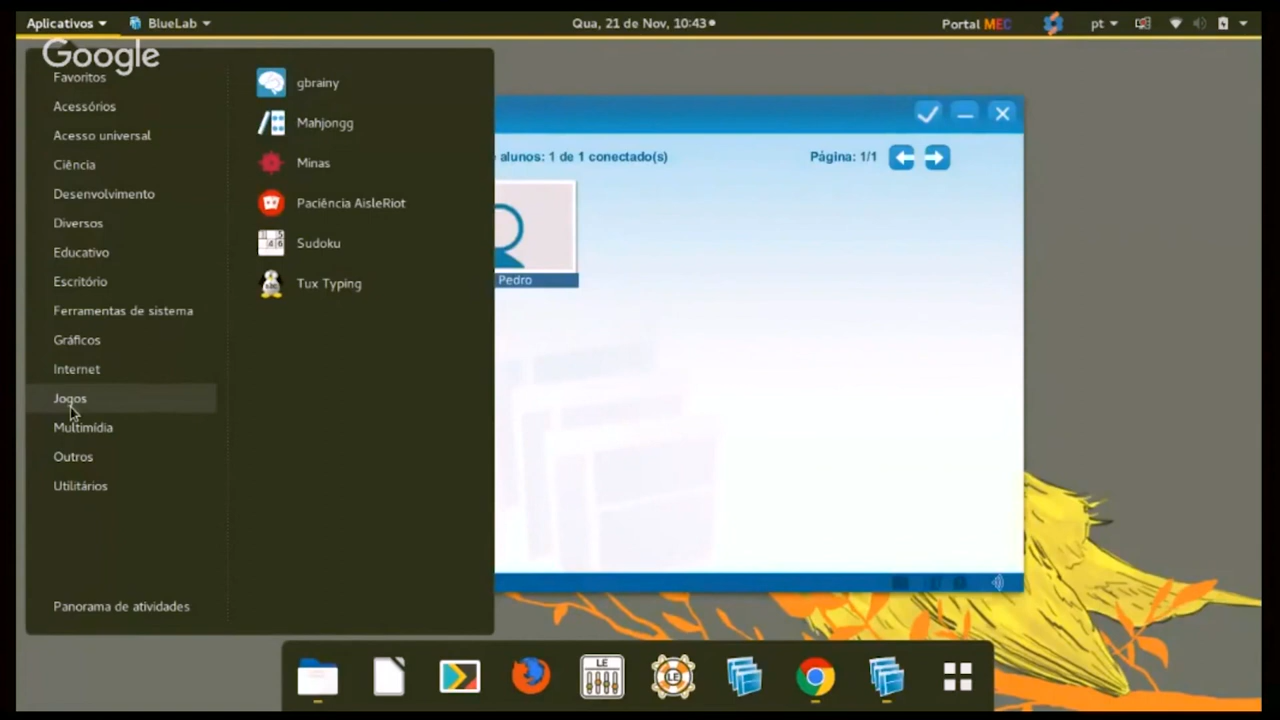 Aplicativos
BlueLab
Qua, 21 de Nov, 10:43
Portal MEC
pt
Google
Favoritos
Acessórios
Acesso universal
Ciência
Desenvolvimento
Diversos
Educativo
Escritório
Ferramentas de sistema
Gráficos
Internet
Jogos
Multimídia
Outros
Utilitários
Panorama de atividades
gbrainy
Mahjongg
Minas
Paciência AisleRiot
Sudoku
Tux Typing
alunos: 1 de 1 conectado(s)
Página: 1/1
Pedro
LE
LE